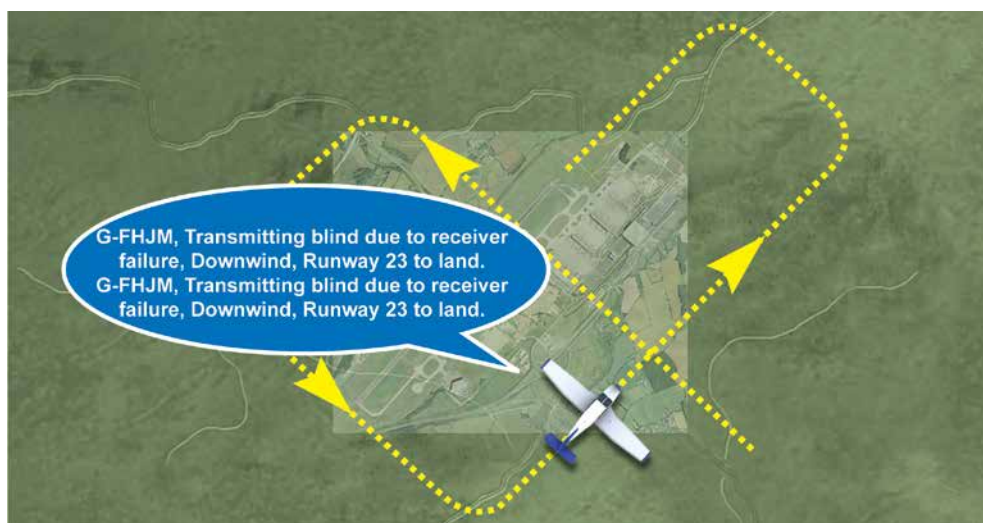 G-FHJM, Transmitting blind due to receiver
failure, Downwind, Runway 23 to land.
G-FHJM, Transmitting blind due to receiver
failure, Downwind, Runway 23 to land.